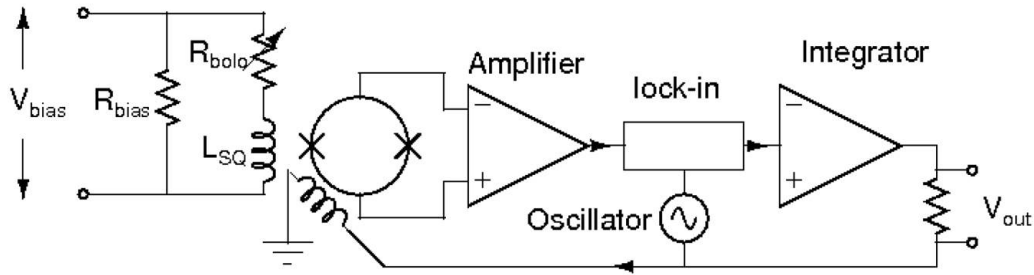 V_bias
R_bias
R_bolo
L_SQ
Amplifier
−
+
lock-in
Oscillator
Integrator
−
+
V_out